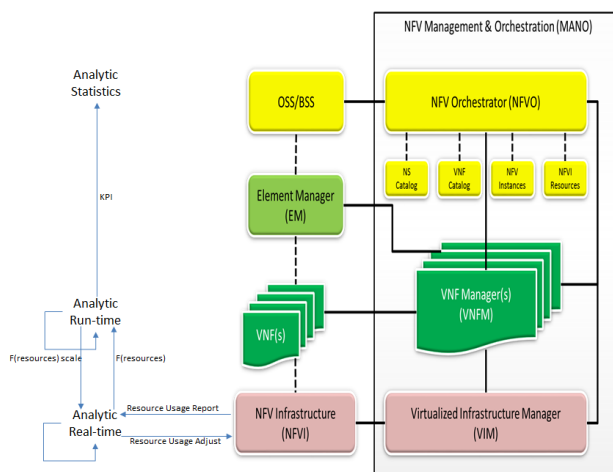 NFV Management & Orchestration (MANO)
Analytic
Statistics
OSS/BSS
NFV Orchestrator (NFVO)
NS
Catalog
VNF
Catalog
NFV
Instances
NFVI
Resources
KPI
Element Manager
(EM)
Analytic
Run-time
VNF(s)
VNF Manager(s)
(VNFM)
F(resources) scale
F(resources)
Analytic
Real-time
Resource Usage Report
Resource Usage Adjust
NFV Infrastructure
(NFVI)
Virtualized Infrastructure Manager
(VIM)